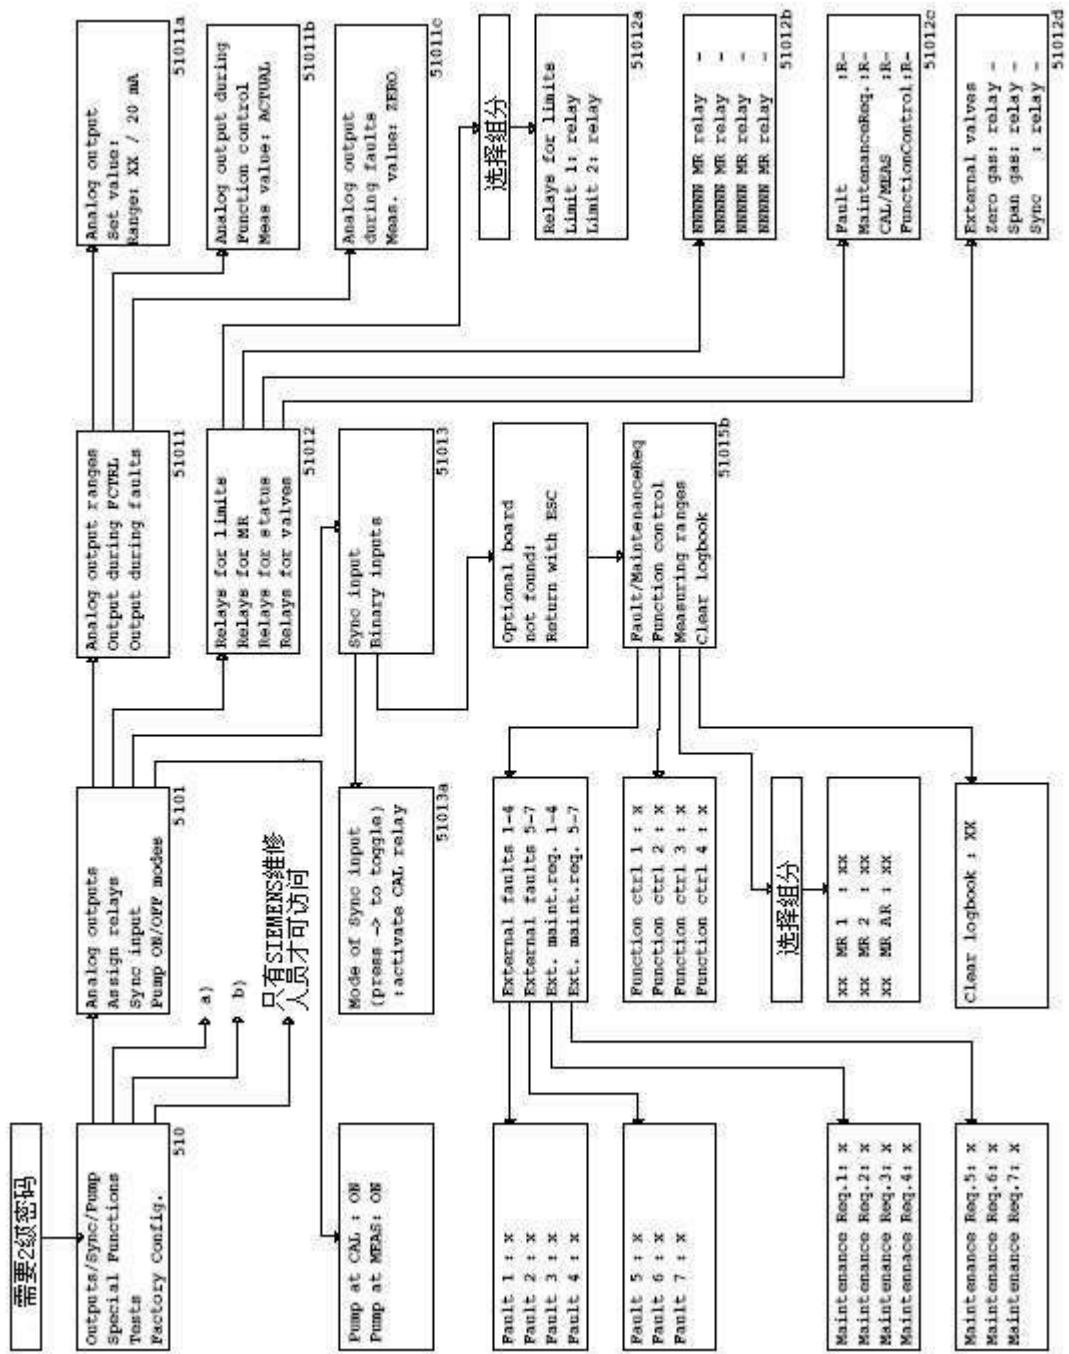 需要2级密码
Outputs/Sync/Pump
Special Functions
Tests
Factory Config.
510
a)
b)
只有SIEMENS维修
人员才可访问
Analog outputs
Assign relays
Sync input
Pump ON/OFF modes
5101
Analog output ranges
Output during FCTRL
Output during faults
51011
Analog output
Set value:
Range: XX / 20 mA
51011a
Analog output during
Function control
Meas value: ACTUAL
51011b
Analog output
during faults
Meas. value: ZERO
51011c
Relays for limits
Relays for MR
Relays for status
Relays for valves
51012
选择组分
Relays for limits
Limit 1: relay
Limit 2: relay
51012a
NNNNN MR relay -
NNNNN MR relay -
NNNNN MR relay -
NNNNN MR relay -
51012b
Fault :R-
MaintenanceReq.:R-
CAL/MEAS :R-
FunctionControl:R-
51012c
External valves
Zero gas: relay -
Span gas: relay -
Sync : relay -
51012d
Pump at CAL : ON
Pump at MEAS: ON
Mode of Sync input
(press -> to toggle)
:activate CAL relay
51013a
Sync input
Binary inputs
51013
Optional board
not found!
Return with ESC
Fault/MaintenanceReq
Function control
Measuring ranges
Clear logbook
51015b
External faults 1-4
External faults 5-7
Ext. maint.req. 1-4
Ext. maint.req. 5-7
Function ctrl 1 : x
Function ctrl 2 : x
Function ctrl 3 : x
Function ctrl 4 : x
选择组分
xx MR 1 : xx
xx MR 2 : xx
xx MR AR : xx
Clear logbook : XX
Fault 1 : x
Fault 2 : x
Fault 3 : x
Fault 4 : x
Fault 5 : x
Fault 6 : x
Fault 7 : x
Maintenance Req.1: x
Maintenance Req.2: x
Maintenance Req.3: x
Maintennace Req.4: x
Maintenance Req.5: x
Maintenance Req.6: x
Maintenance Req.7: x